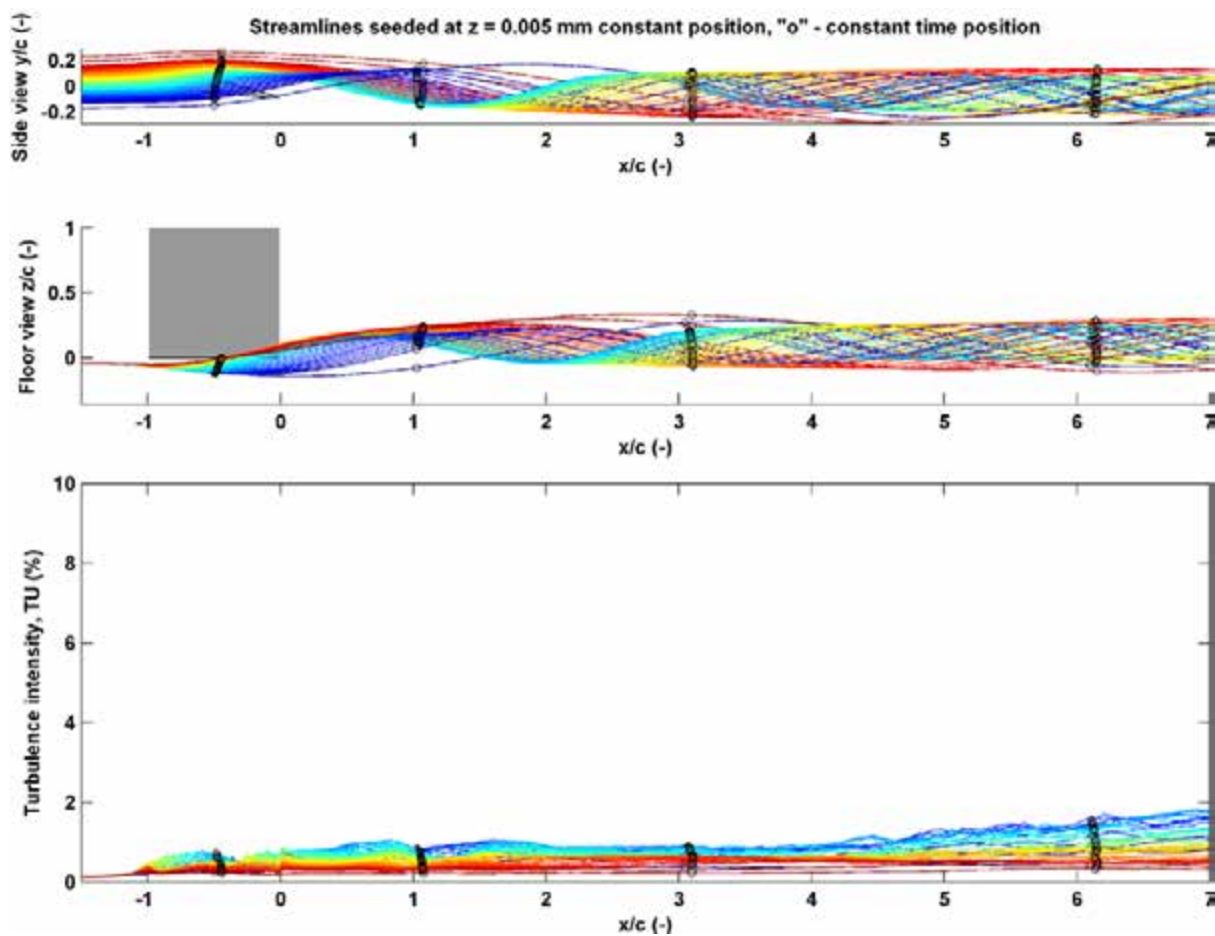 Streamlines seeded at z = 0.005 mm constant position, "o" - constant time position
Side view y/c (-)
0.2
0
-0.2
-1 0 1 2 3 4 5 6 7
x/c (-)
Floor view z/c (-)
1
0.5
0
-1 0 1 2 3 4 5 6 7
x/c (-)
Turbulence intensity, TU (%)
10
8
6
4
2
0
-1 0 1 2 3 4 5 6 7
x/c (-)